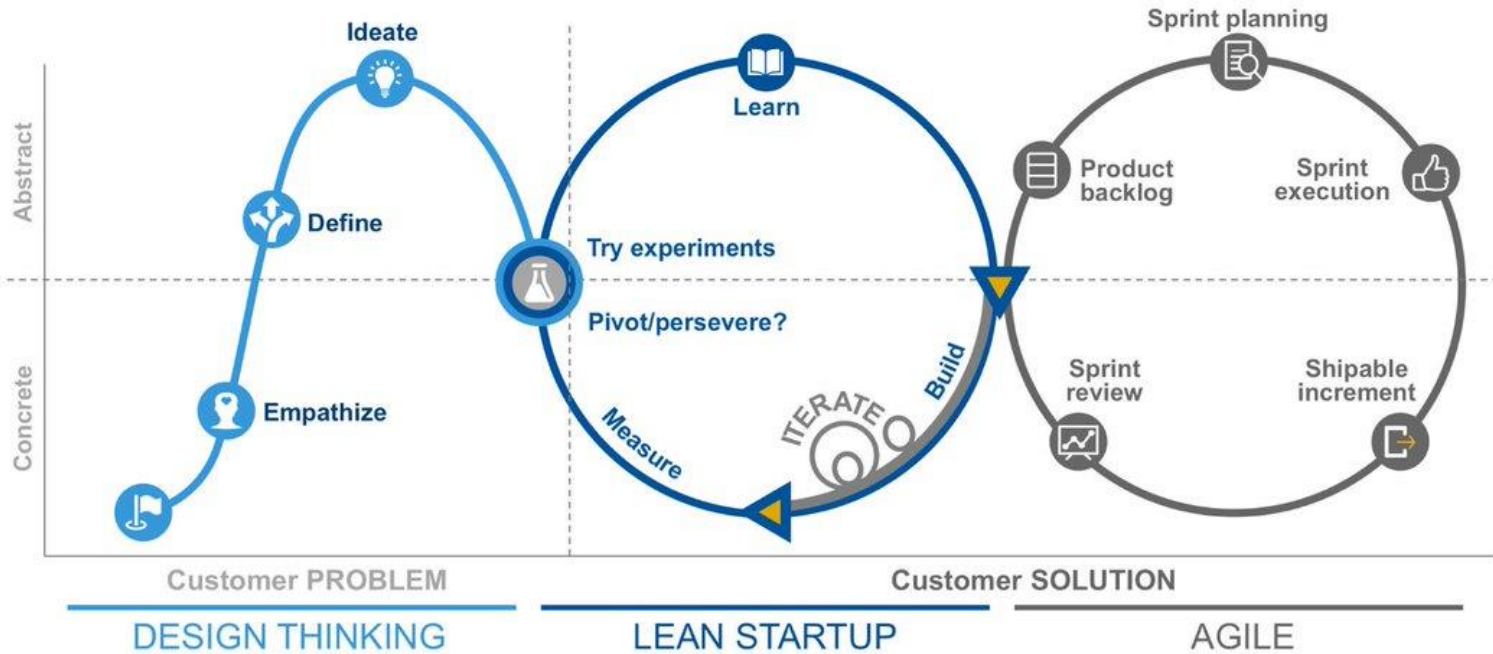 Ideate
Define
Empathize
Abstract
Concrete
Learn
Try experiments
Pivot/persevere?
Measure
ITERATE
Build
Sprint planning
Product
backlog
Sprint
execution
Sprint
review
Shipable
increment
Customer PROBLEM
Customer SOLUTION
DESIGN THINKING
LEAN STARTUP
AGILE